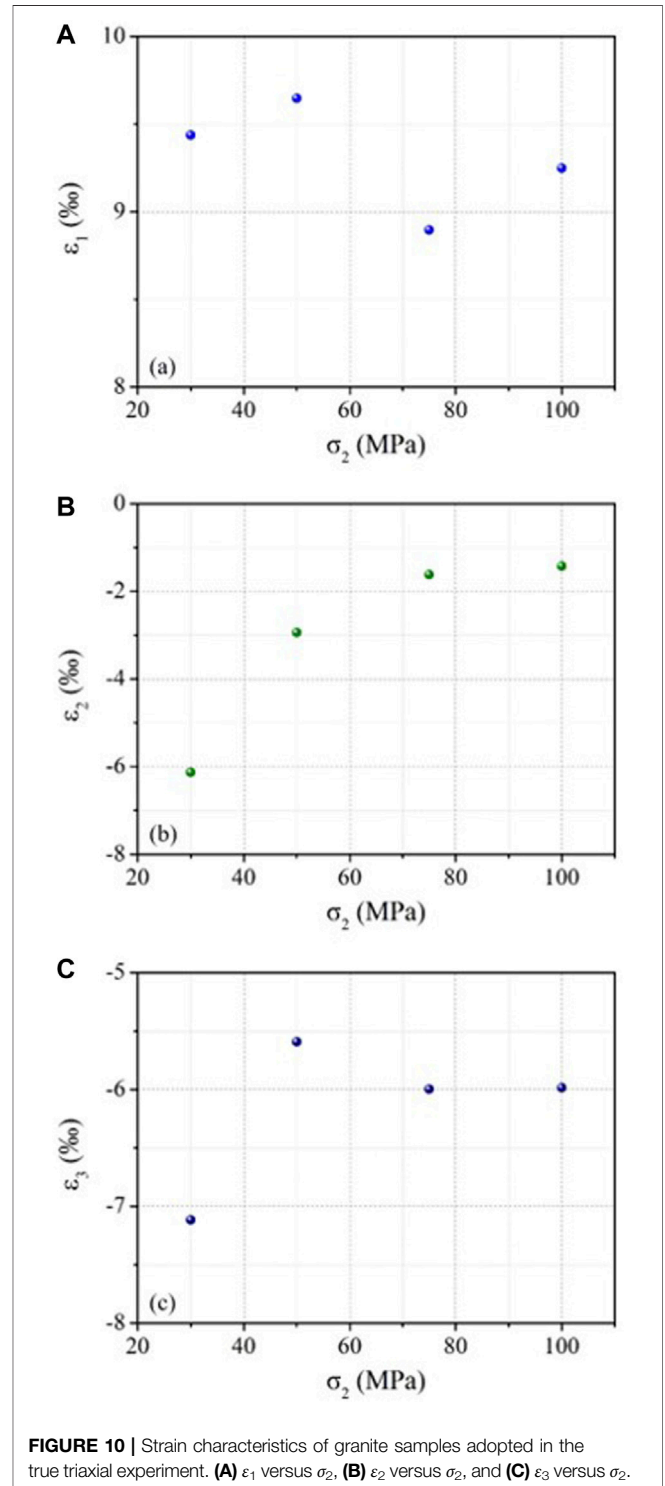 A
10
9
8
ε₁ (‰)
(a)
20 40 60 80 100
σ₂ (MPa)
B
0
-2
-4
-6
-8
ε₂ (‰)
(b)
20 40 60 80 100
σ₂ (MPa)
C
-5
-6
-7
-8
ε₃ (‰)
(c)
20 40 60 80 100
σ₂ (MPa)
FIGURE 10 | Strain characteristics of granite samples adopted in the
true triaxial experiment. (A) ε₁ versus σ₂, (B) ε₂ versus σ₂, and (C) ε₃ versus σ₂.